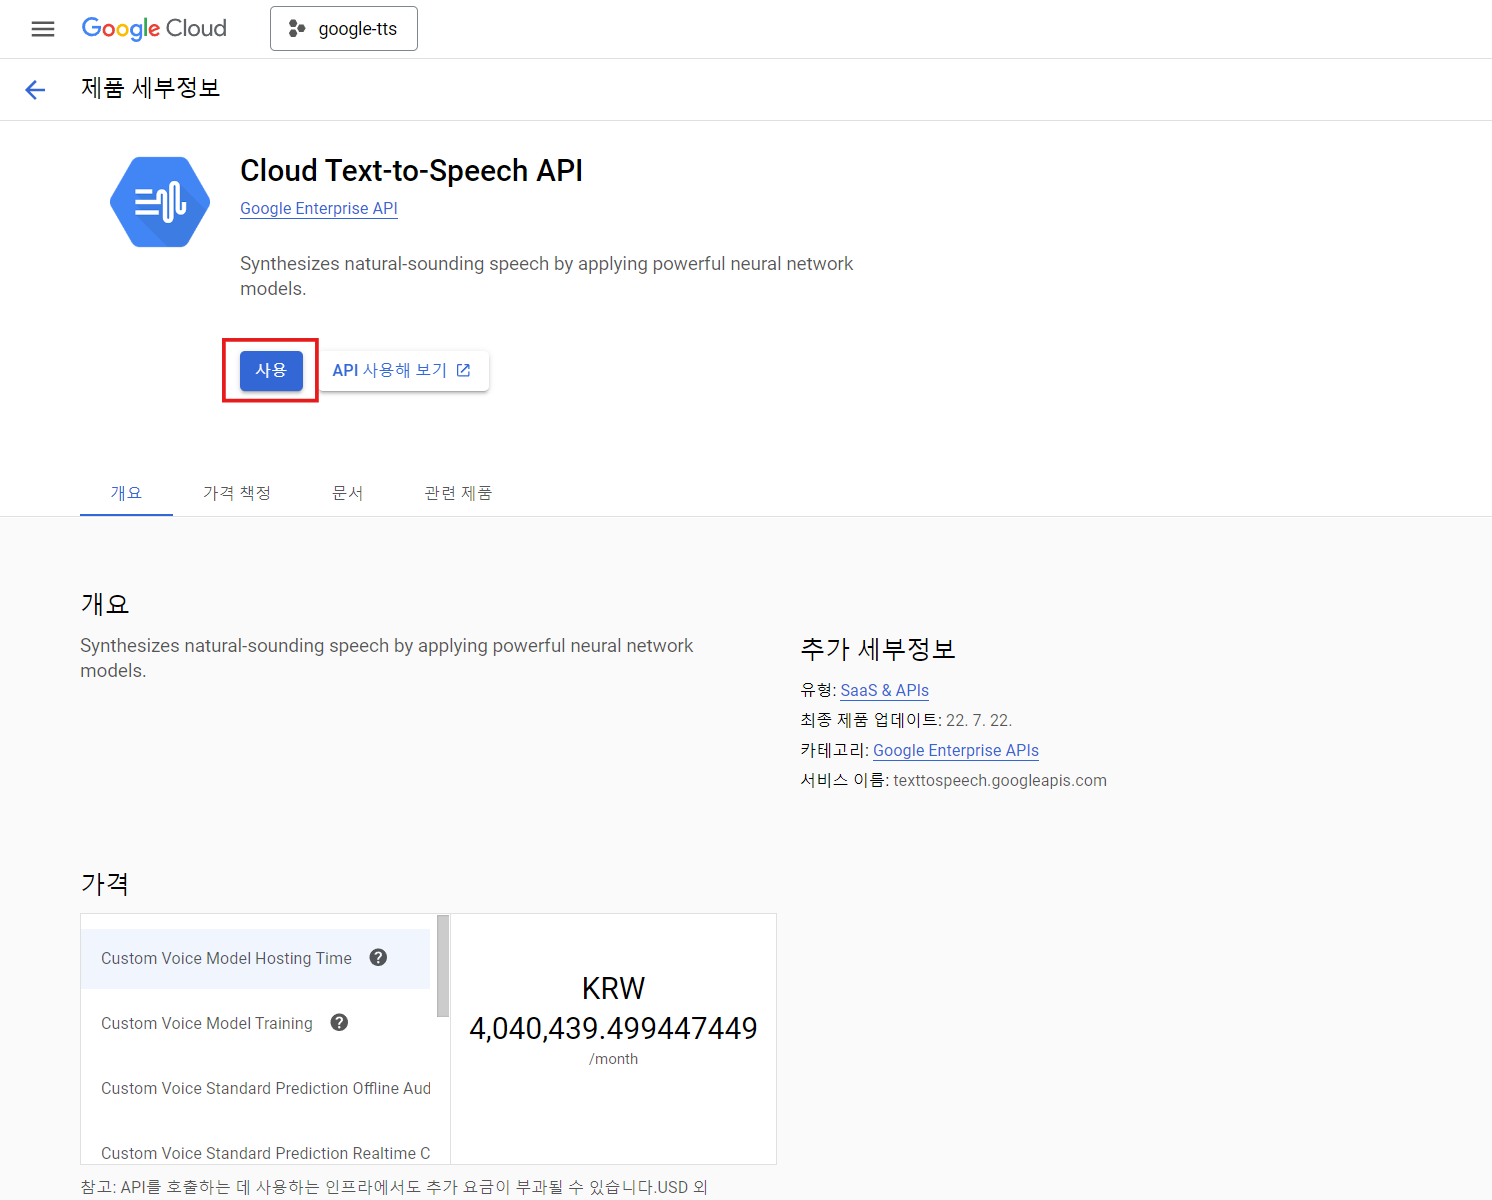 Google Cloud
google-tts
제품 세부정보
Cloud Text-to-Speech API
Google Enterprise API
Synthesizes natural-sounding speech by applying powerful neural network
models.
사용
API 사용해 보기
개요
가격 책정
문서
관련 제품
개요
Synthesizes natural-sounding speech by applying powerful neural network
models.
추가 세부정보
유형: SaaS & APIs
최종 제품 업데이트: 22. 7. 22.
카테고리: Google Enterprise APIs
서비스 이름: texttospeech.googleapis.com
가격
Custom Voice Model Hosting Time
Custom Voice Model Training
Custom Voice Standard Prediction Offline Aud
Custom Voice Standard Prediction Realtime C
KRW
4,040,439.499447449
/month
참고: API를 호출하는 데 사용하는 인프라에서도 추가 요금이 부과될 수 있습니다.USD 외